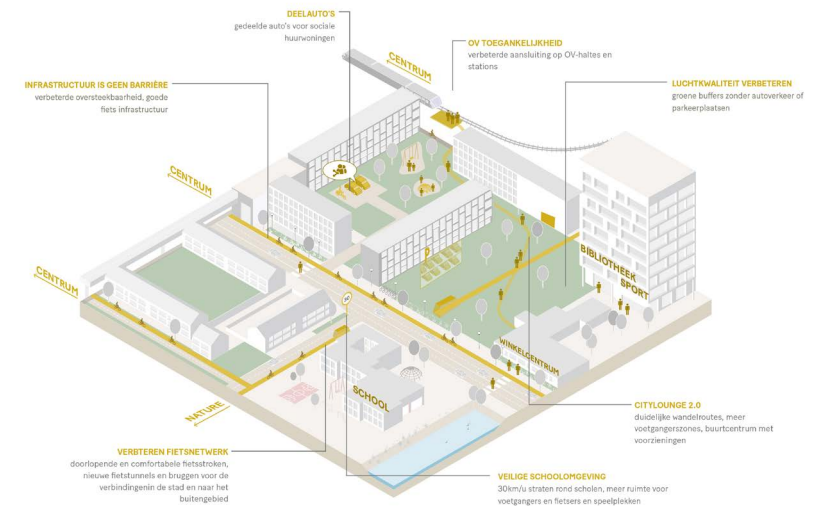 DEELAUTO'S
gedeelde auto's voor sociale
huurwoningen
OV TOEGANKELIJKHEID
verbeterde aansluiting op OV-haltes en
stations
CENTRUM
INFRASTRUCTUUR IS GEEN BARRIÈRE
verbeterde oversteekbaarheid, goede
fiets infrastructuur
LUCHTKWALITEIT VERBETEREN
groene buffers zonder autoverkeer of
parkeerplaatsen
CENTRUM
CENTRUM
BIBLIOTHEEK
SPORT
30
WINKELCENTRUM
SCHOOL
NATURE
CITYLOUNGE 2.0
duidelijke wandelroutes, meer
voetgangerszones, buurtcentrum met
voorzieningen
VERBTEREN FIETSNETWERK
doorlopende en comfortabele fietsstroken,
nieuwe fietstunnels en bruggen voor de
verbindingenin de stad en naar het
buitengebied
VEILIGE SCHOOLOMGEVING
30km/u straten rond scholen, meer ruimte voor
voetgangers en fietsers en speelplekken